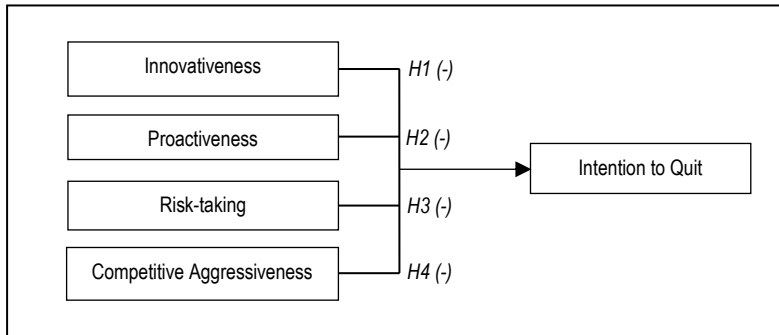 Innovativeness
H1 (-)
Proactiveness
H2 (-)
Intention to Quit
Risk-taking
H3 (-)
Competitive Aggressiveness
H4 (-)